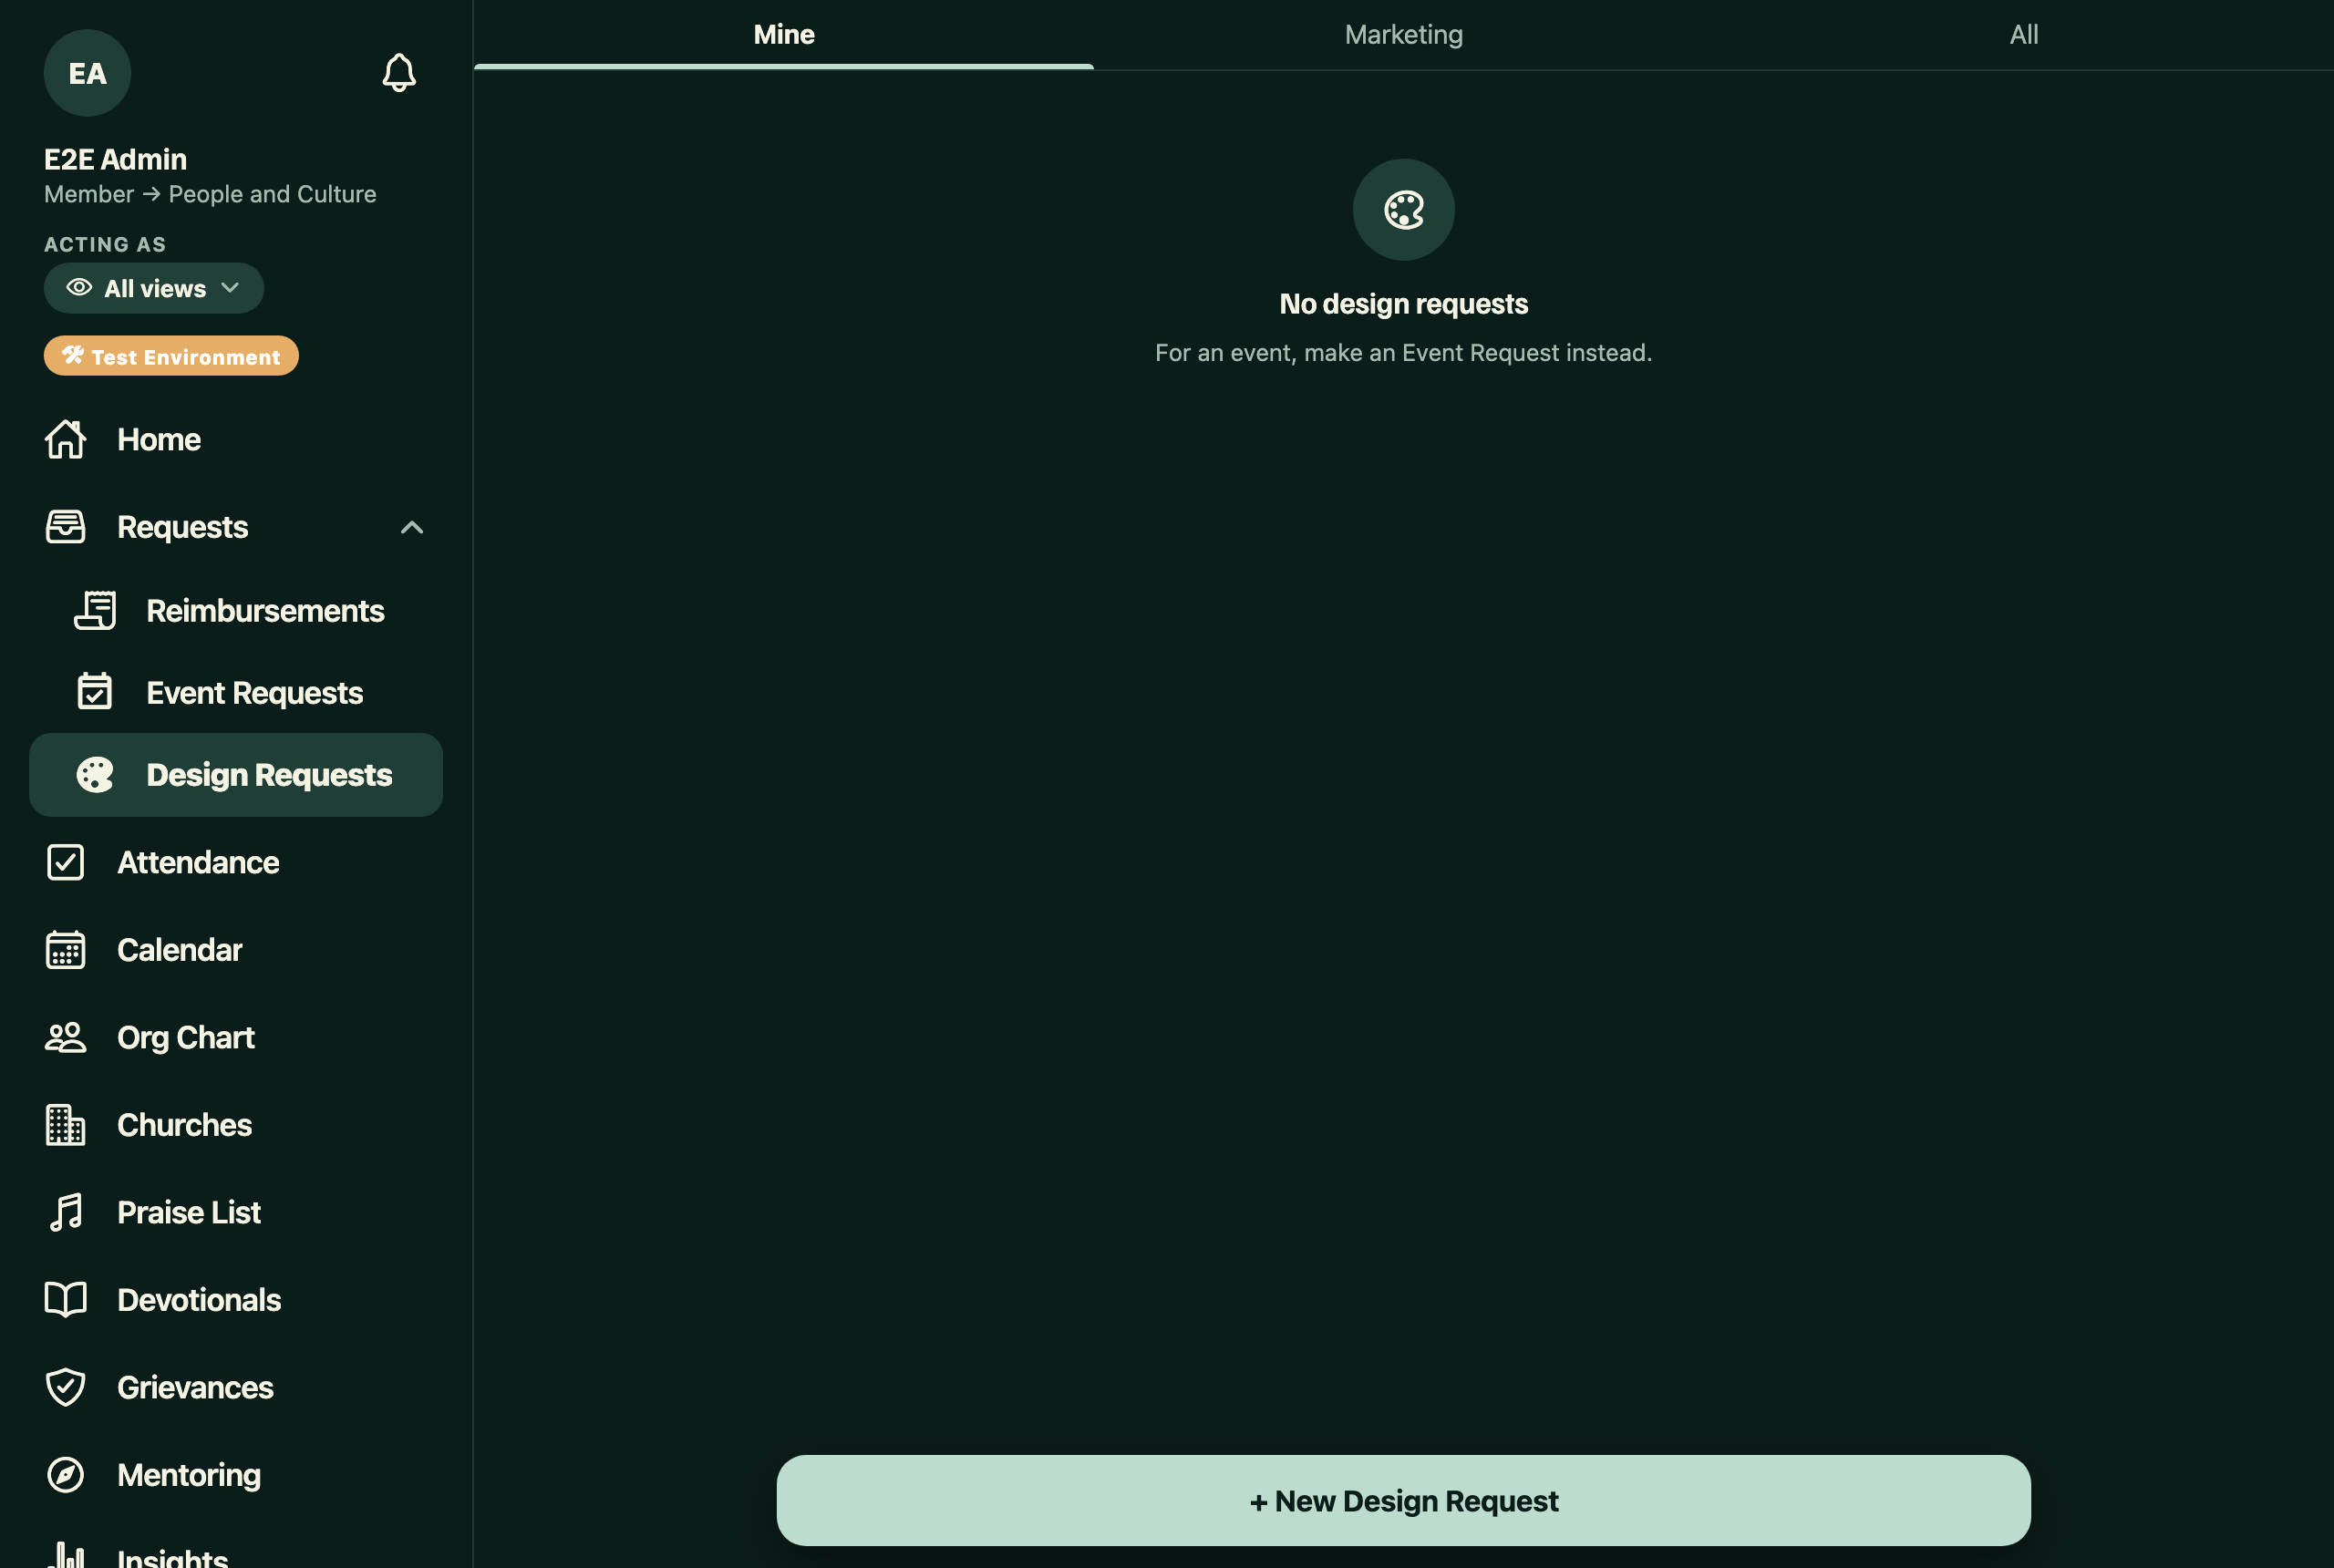 EA
E2E Admin
Member → People and Culture
ACTING AS
All views
Test Environment
Home
Requests
Reimbursements
Event Requests
Design Requests
Attendance
Calendar
Org Chart
Churches
Praise List
Devotionals
Grievances
Mentoring
Insights
Mine
Marketing
All
No design requests
For an event, make an Event Request instead.
+ New Design Request